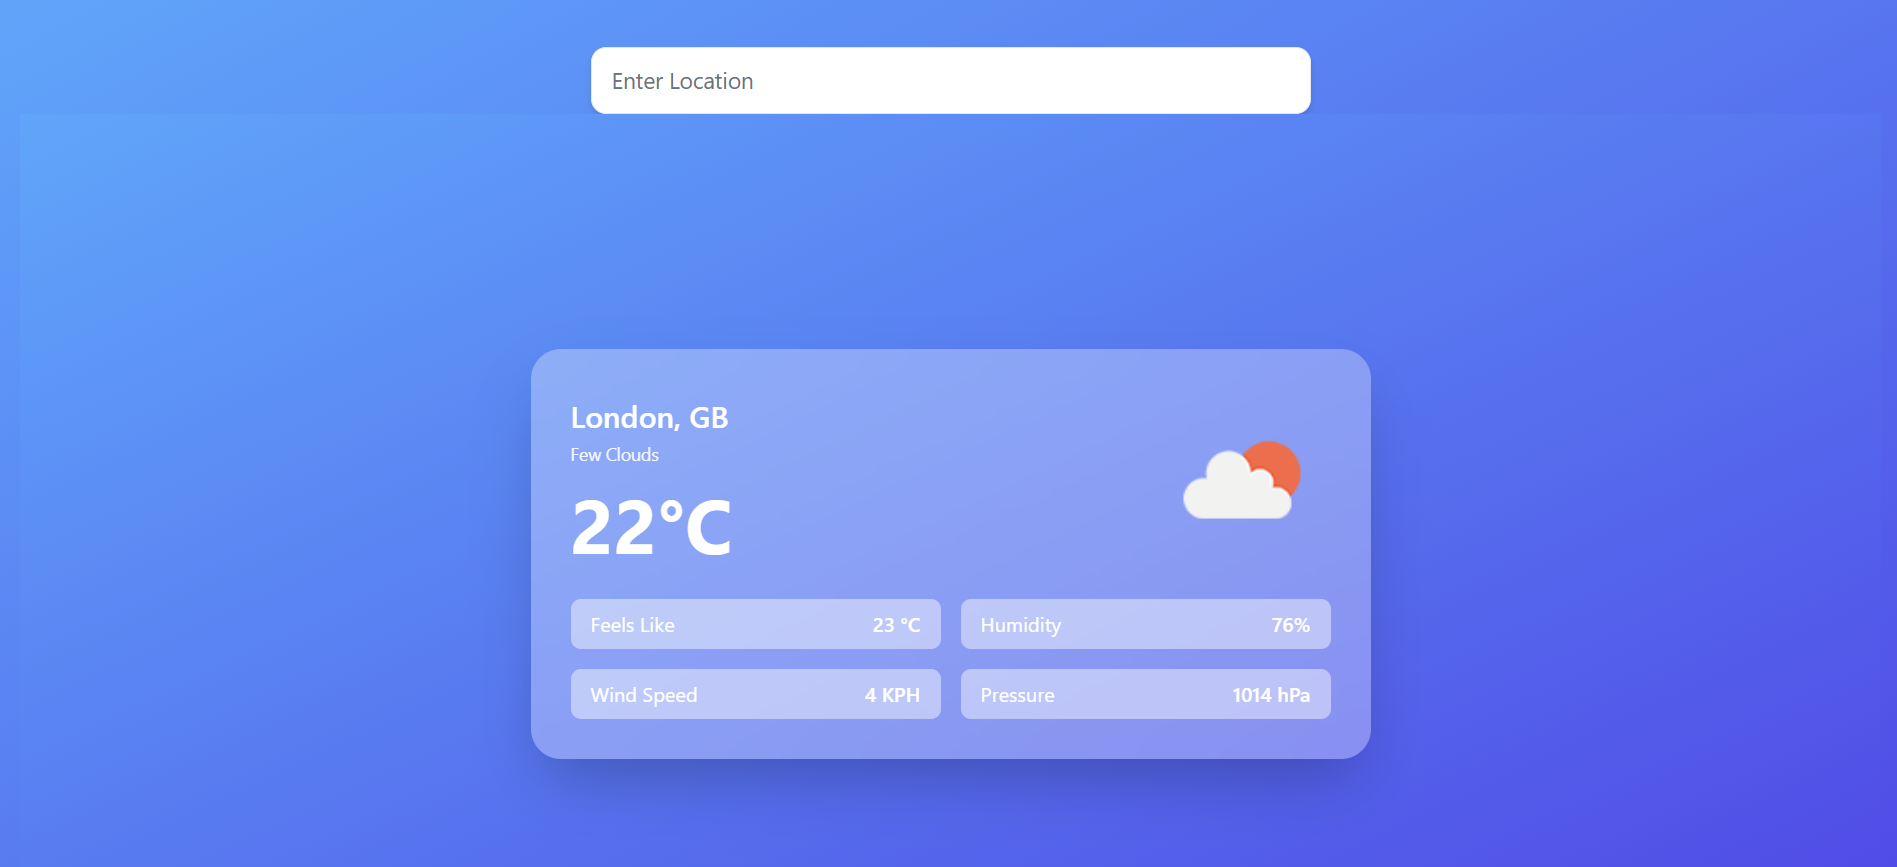 Enter Location
London, GB
Few Clouds
22°C
Feels Like 23 °C Humidity 76%
Wind Speed 4 KPH Pressure 1014 hPa